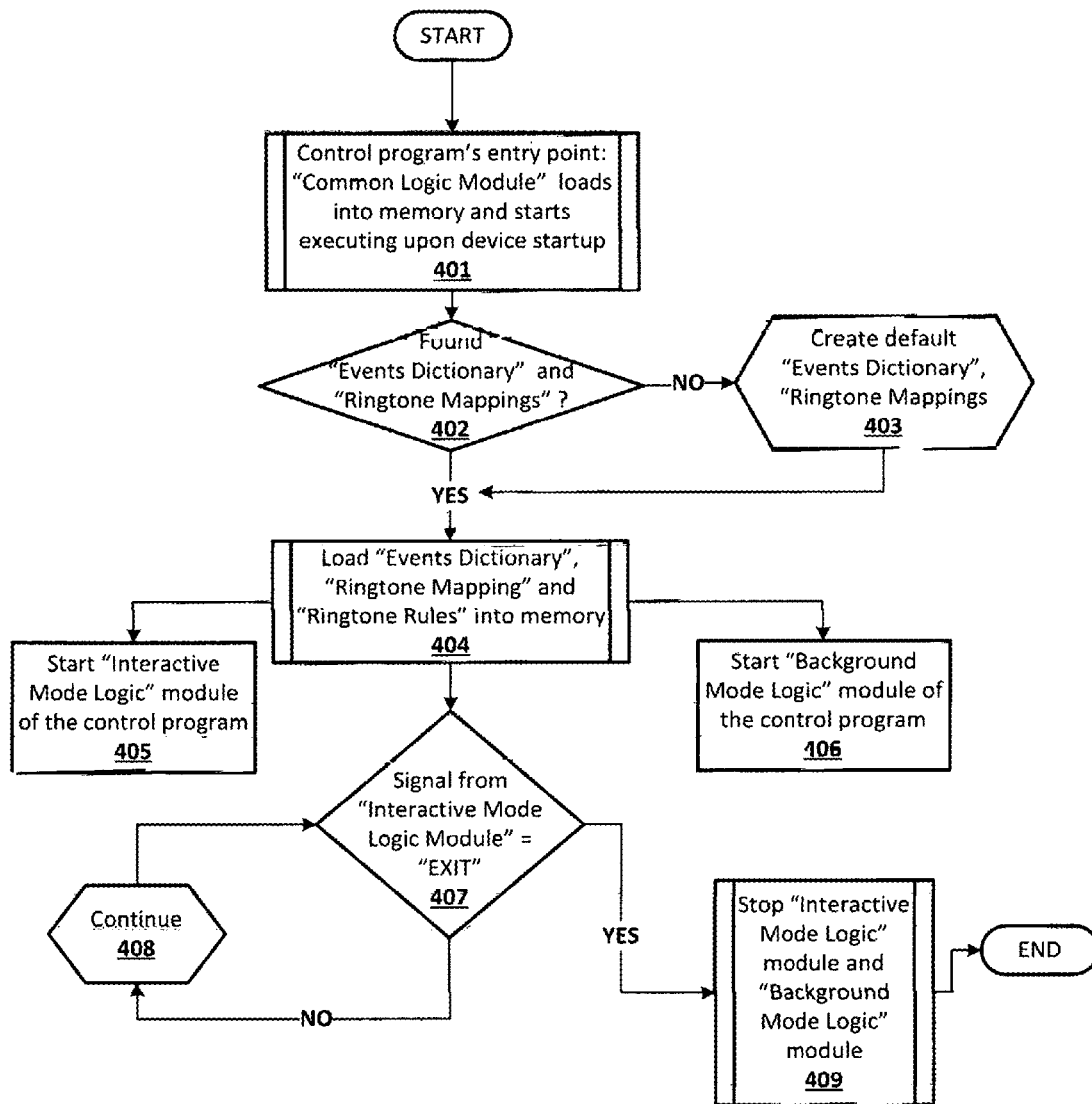 START
Control program's entry point:
“Common Logic Module” loads
into memory and starts
executing upon device startup
401
Found
“Events Dictionary” and
“Ringtone Mappings” ?
402
NO
Create default
“Events Dictionary”,
“Ringtone Mappings
403
YES
Load “Events Dictionary”,
“Ringtone Mapping” and
“Ringtone Rules” into memory
404
Start “Interactive
Mode Logic” module
of the control program
405
Start “Background
Mode Logic” module of
the control program
106
Signal from
“Interactive Mode
Logic Module” =
“EXIT”
407
Continue
408
NO
YES
Stop “Interactive
Mode Logic”
module and
“Background
Mode Logic”
module
409
END